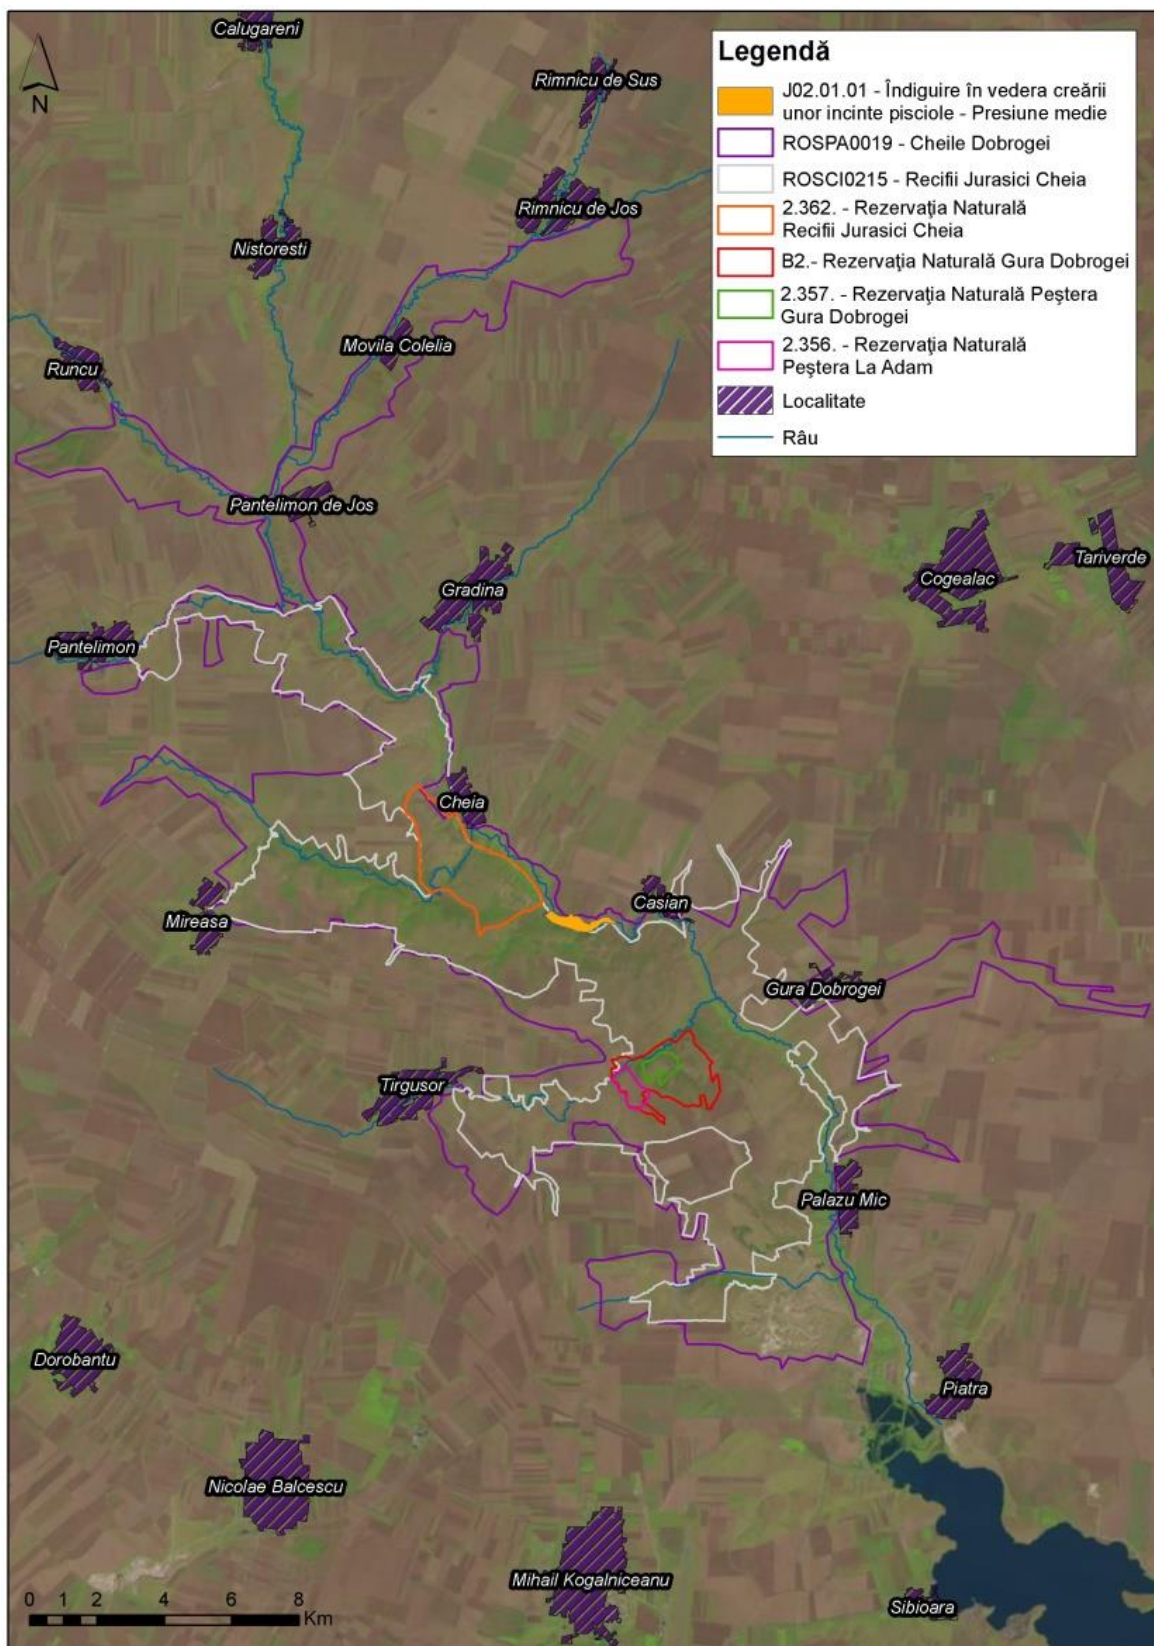 Calugareni
N
Rimnicu de Sus
Rimnicu de Jos
Nistoresti
Movila Colelia
Runcu
Pantelimon de Jos
Gradina
Pantelimon
Cogealac
Tariverde
Cheia
Casian
Mireasa
Gura Dobrogei
Tirgusor
Palazu Mic
Dorobantu
Piatra
Nicolae Balcescu
Mihail Kogalniceanu
Sibioara
0 1 2 4 6 8
Km
Legendă
J02.01.01 - Îndiguire în vedera creării
unor incinte pisciole - Presiune medie
ROSPA0019 - Cheile Dobrogei
ROSCI0215 - Recifii Jurasici Cheia
2.362. - Rezervaţia Naturală
Recifii Jurasici Cheia
B2.- Rezervaţia Naturală Gura Dobrogei
2.357. - Rezervaţia Naturală Peştera
Gura Dobrogei
2.356. - Rezervaţia Naturală
Peştera La Adam
Localitate
Râu